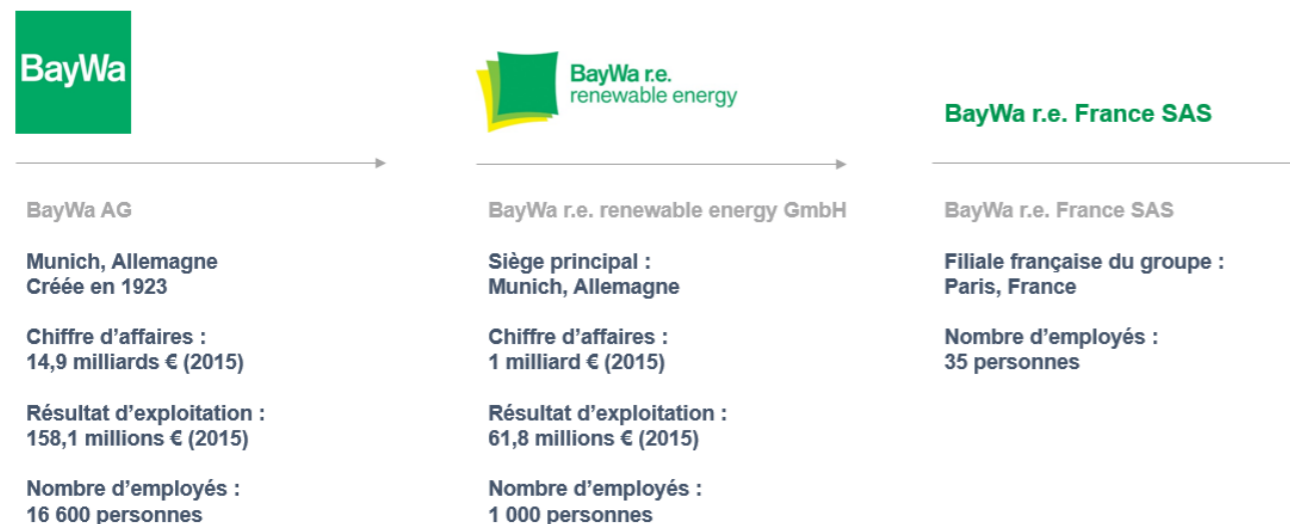 BayWa
BayWa AG
Munich, Allemagne
Créée en 1923
Chiffre d’affaires :
14,9 milliards € (2015)
Résultat d’exploitation :
158,1 millions € (2015)
Nombre d’employés :
16 600 personnes
BayWa r.e.
renewable energy
BayWa r.e. renewable energy GmbH
Siège principal :
Munich, Allemagne
Chiffre d’affaires :
1 milliard € (2015)
Résultat d’exploitation :
61,8 millions € (2015)
Nombre d’employés :
1 000 personnes
BayWa r.e. France SAS
BayWa r.e. France SAS
Filiale française du groupe :
Paris, France
Nombre d’employés :
35 personnes